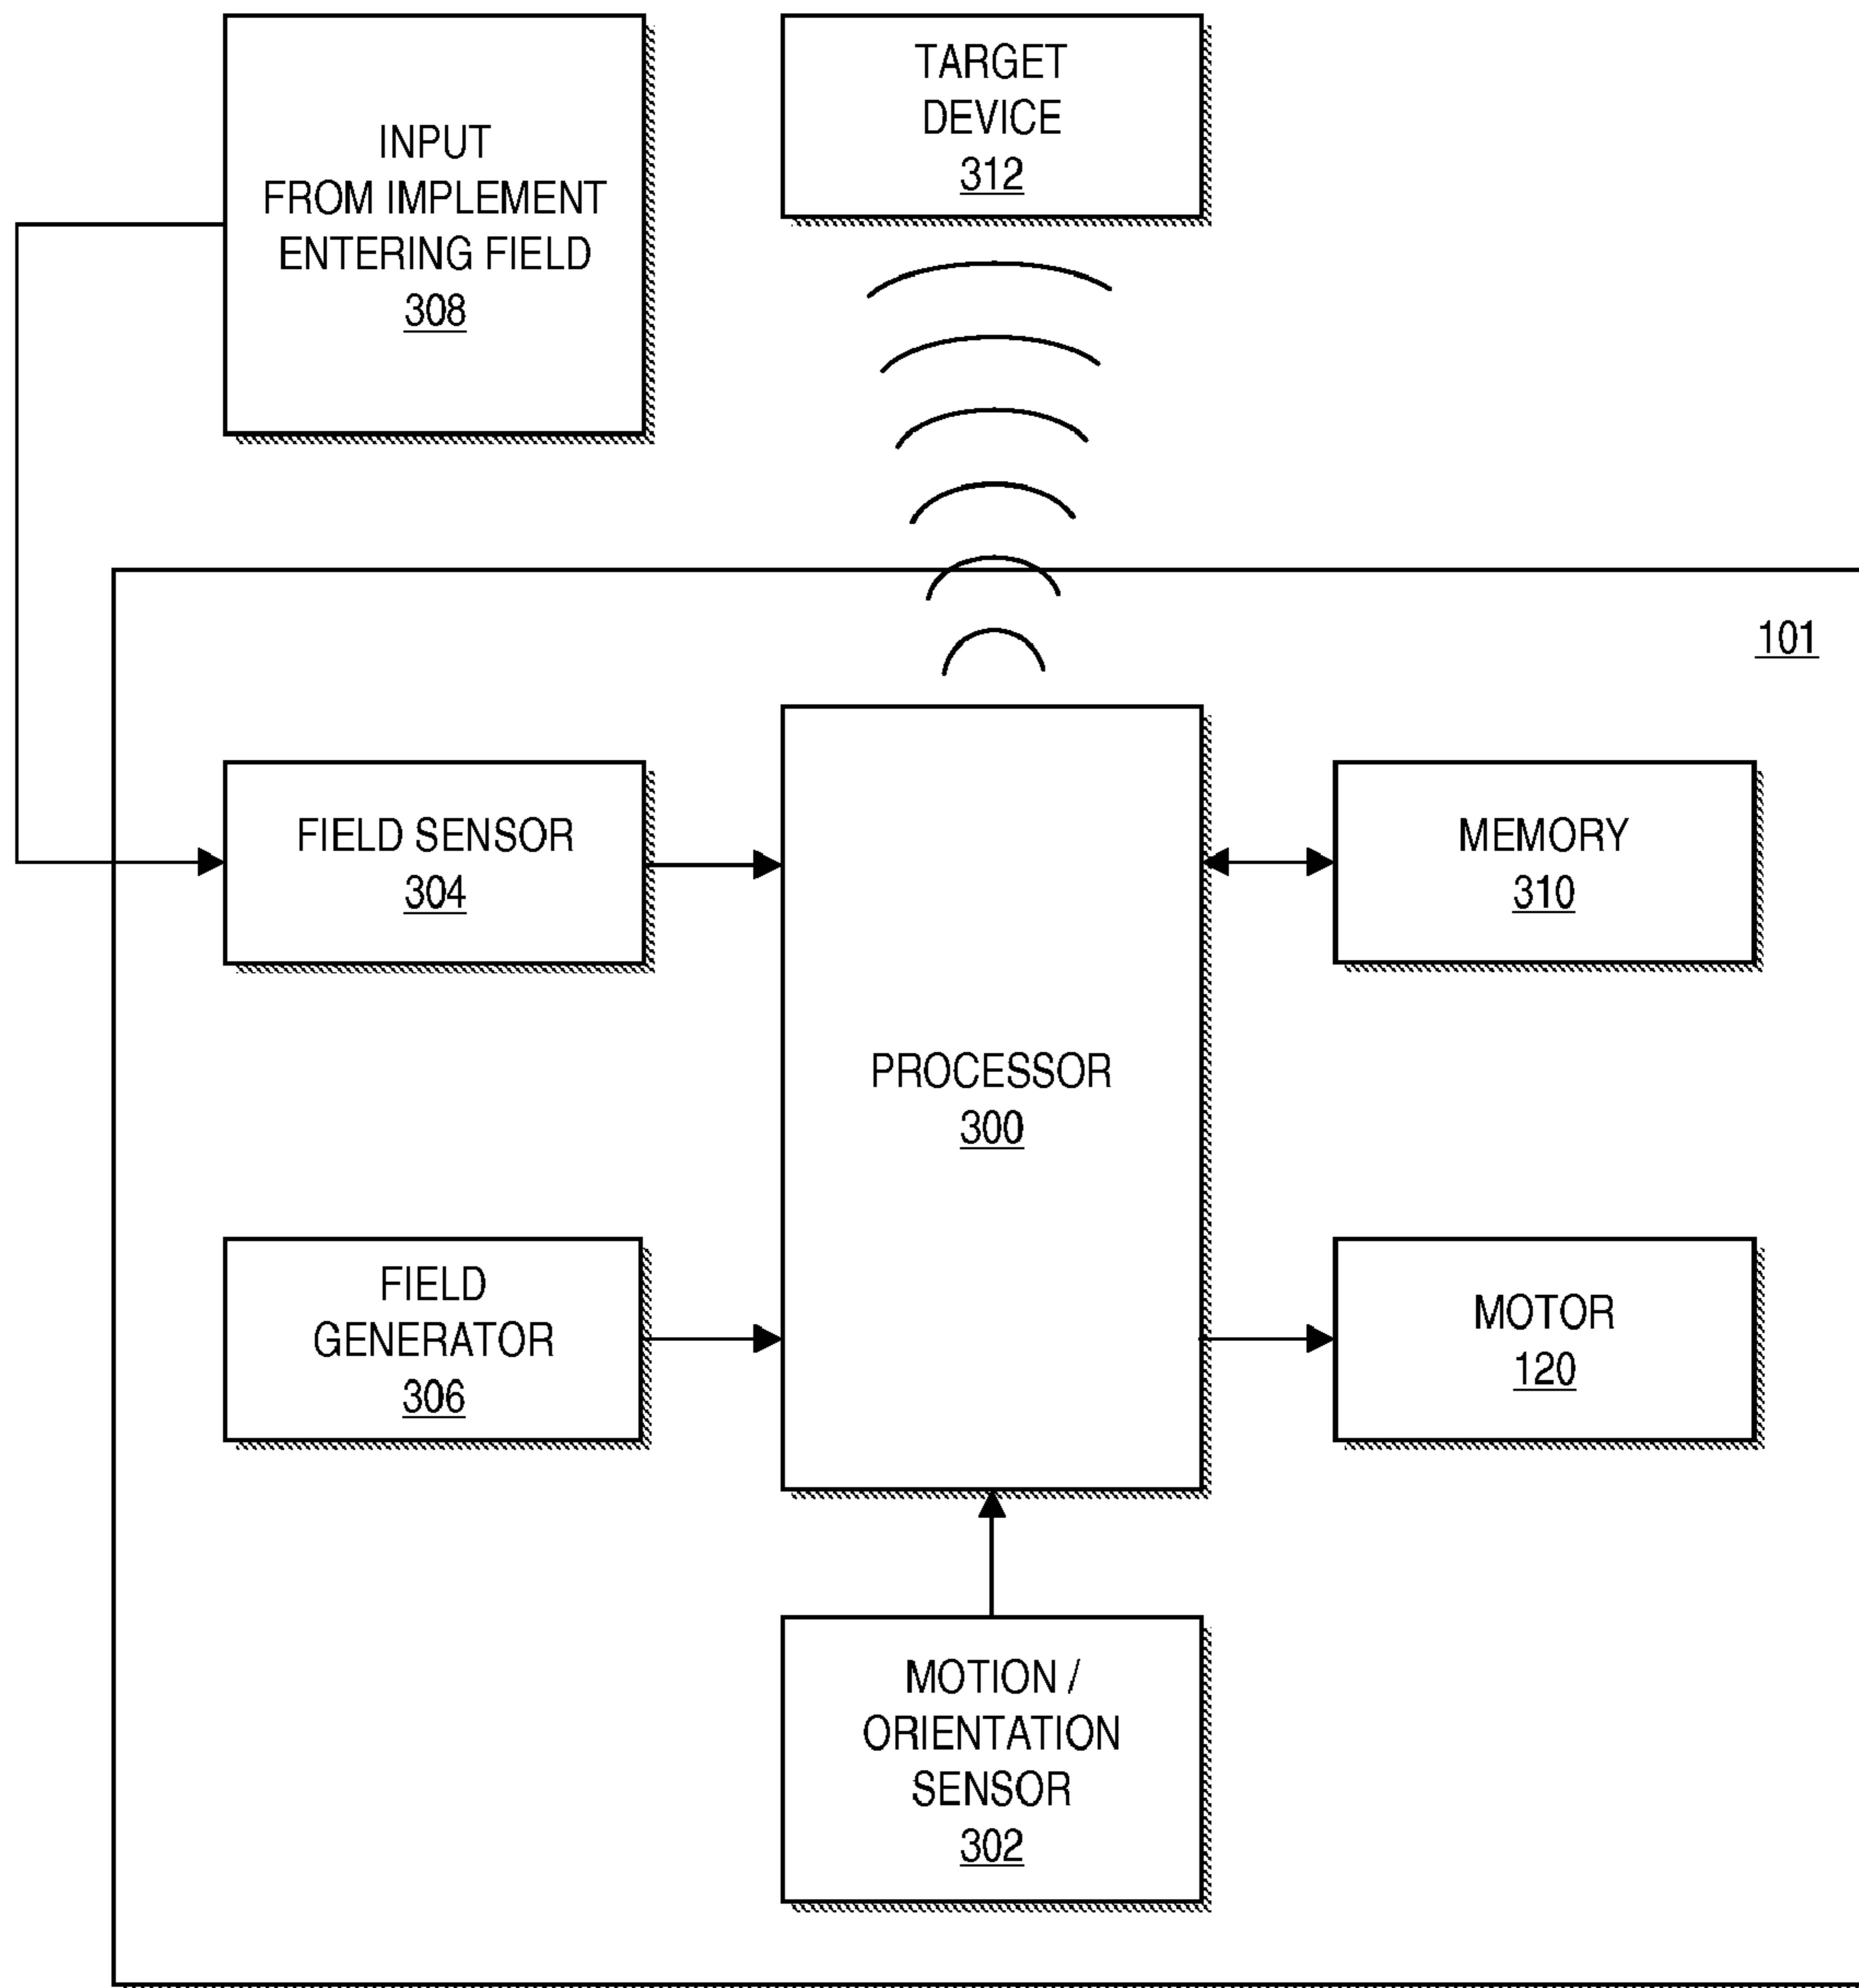 INPUT
FROM IMPLEMENT
ENTERING FIELD
308
TARGET
DEVICE
312
101
FIELD SENSOR
304
PROCESSOR
300
MEMORY
310
FIELD
GENERATOR
306
MOTOR
120
MOTION /
ORIENTATION
SENSOR
302